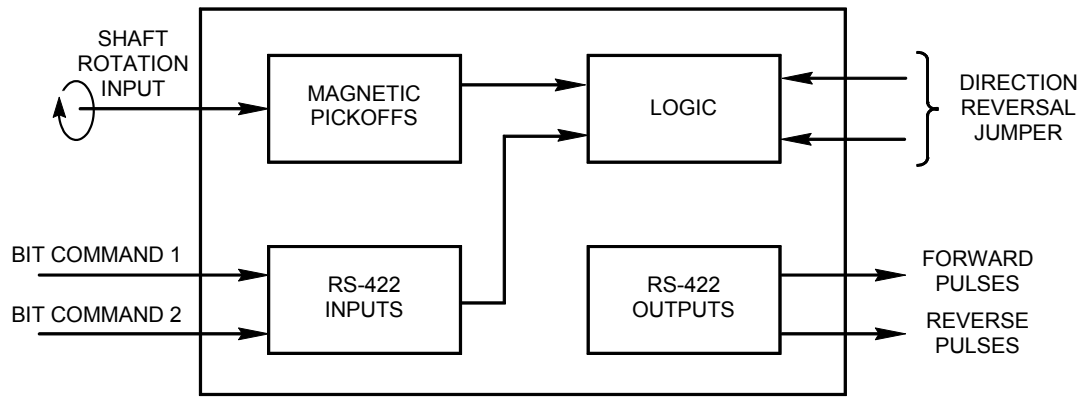 SHAFT
ROTATION
INPUT
MAGNETIC
PICKOFFS
LOGIC
DIRECTION
REVERSAL
JUMPER
BIT COMMAND 1
BIT COMMAND 2
RS-422
INPUTS
RS-422
OUTPUTS
FORWARD
PULSES
REVERSE
PULSES